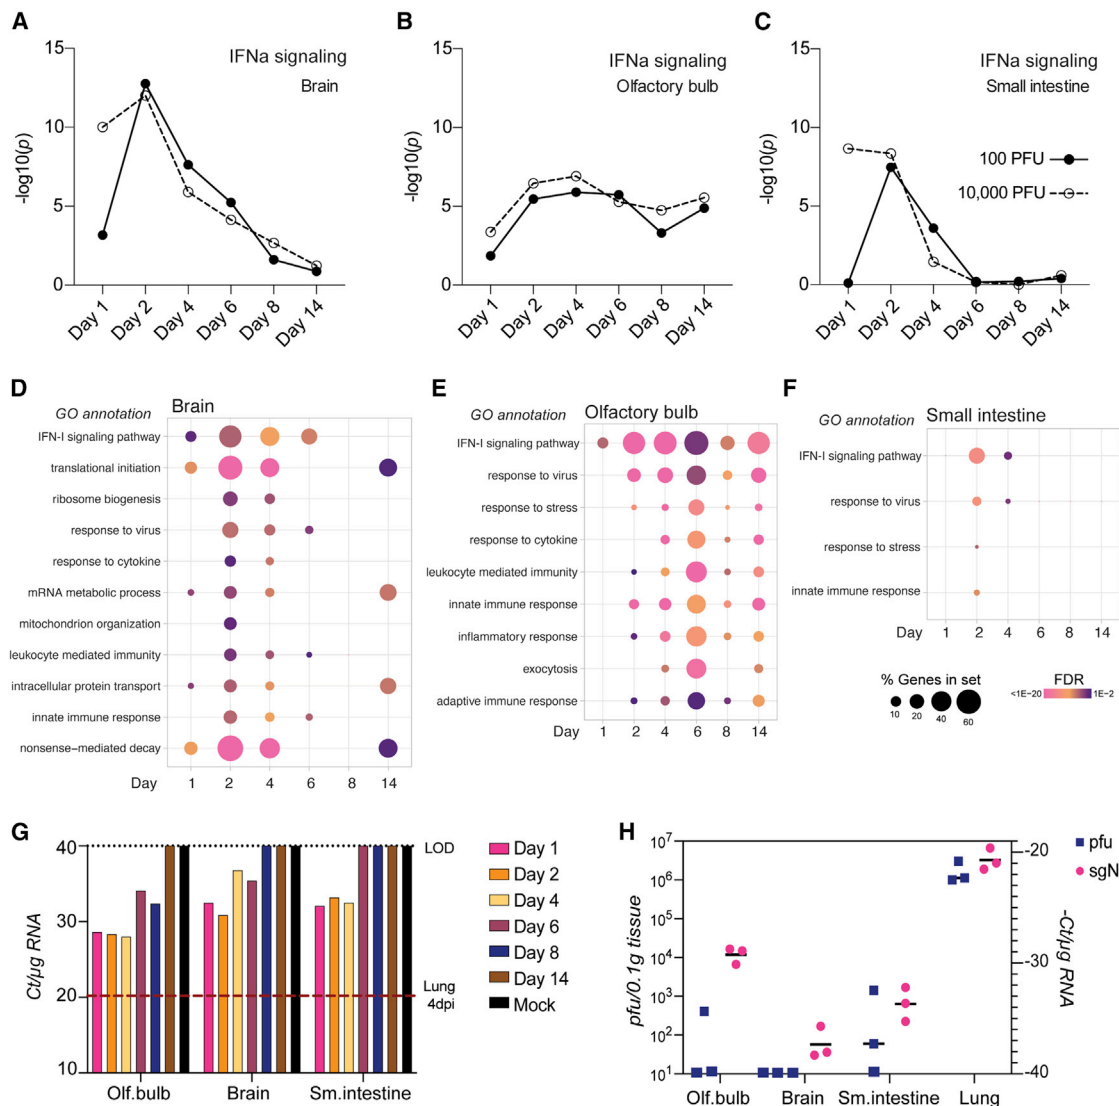 A
IFNa signaling
Brain
-log10(p)
15
10
5
0
Day 1
Day 2
Day 4
Day 6
Day 8
Day 14
B
IFNa signaling
Olfactory bulb
-log10(p)
15
10
5
0
Day 1
Day 2
Day 4
Day 6
Day 8
Day 14
C
IFNa signaling
Small intestine
100 PFU
10,000 PFU
-log10(p)
15
10
5
0
Day 1
Day 2
Day 4
Day 6
Day 8
Day 14
D
GO annotation
Brain
IFN-I signaling pathway
translational initiation
ribosome biogenesis
response to virus
response to cytokine
mRNA metabolic process
mitochondrion organization
leukocyte mediated immunity
intracellular protein transport
innate immune response
nonsense-mediated decay
Day 1 2 4 6 8 14
E
GO annotation
Olfactory bulb
IFN-I signaling pathway
response to virus
response to stress
response to cytokine
leukocyte mediated immunity
innate immune response
inflammatory response
exocytosis
adaptive immune response
Day 1 2 4 6 8 14
F
GO annotation
Small intestine
IFN-I signaling pathway
response to virus
response to stress
innate immune response
Day 1 2 4 6 8 14
% Genes in set
10 20 40 60
FDR
<1E-20 1E-2
G
Ct/µg RNA
40
30
20
10
LOD
Lung
4dpi
Olf.bulb Brain Sm.intestine
Day 1
Day 2
Day 4
Day 6
Day 8
Day 14
Mock
H
pfu/0.1g tissue
10⁷
10⁶
10⁵
10⁴
10³
10²
10¹
-20
-30
-40
-Ct/µg RNA
pfu
sgN
Olf.bulb Brain Sm.intestine Lung